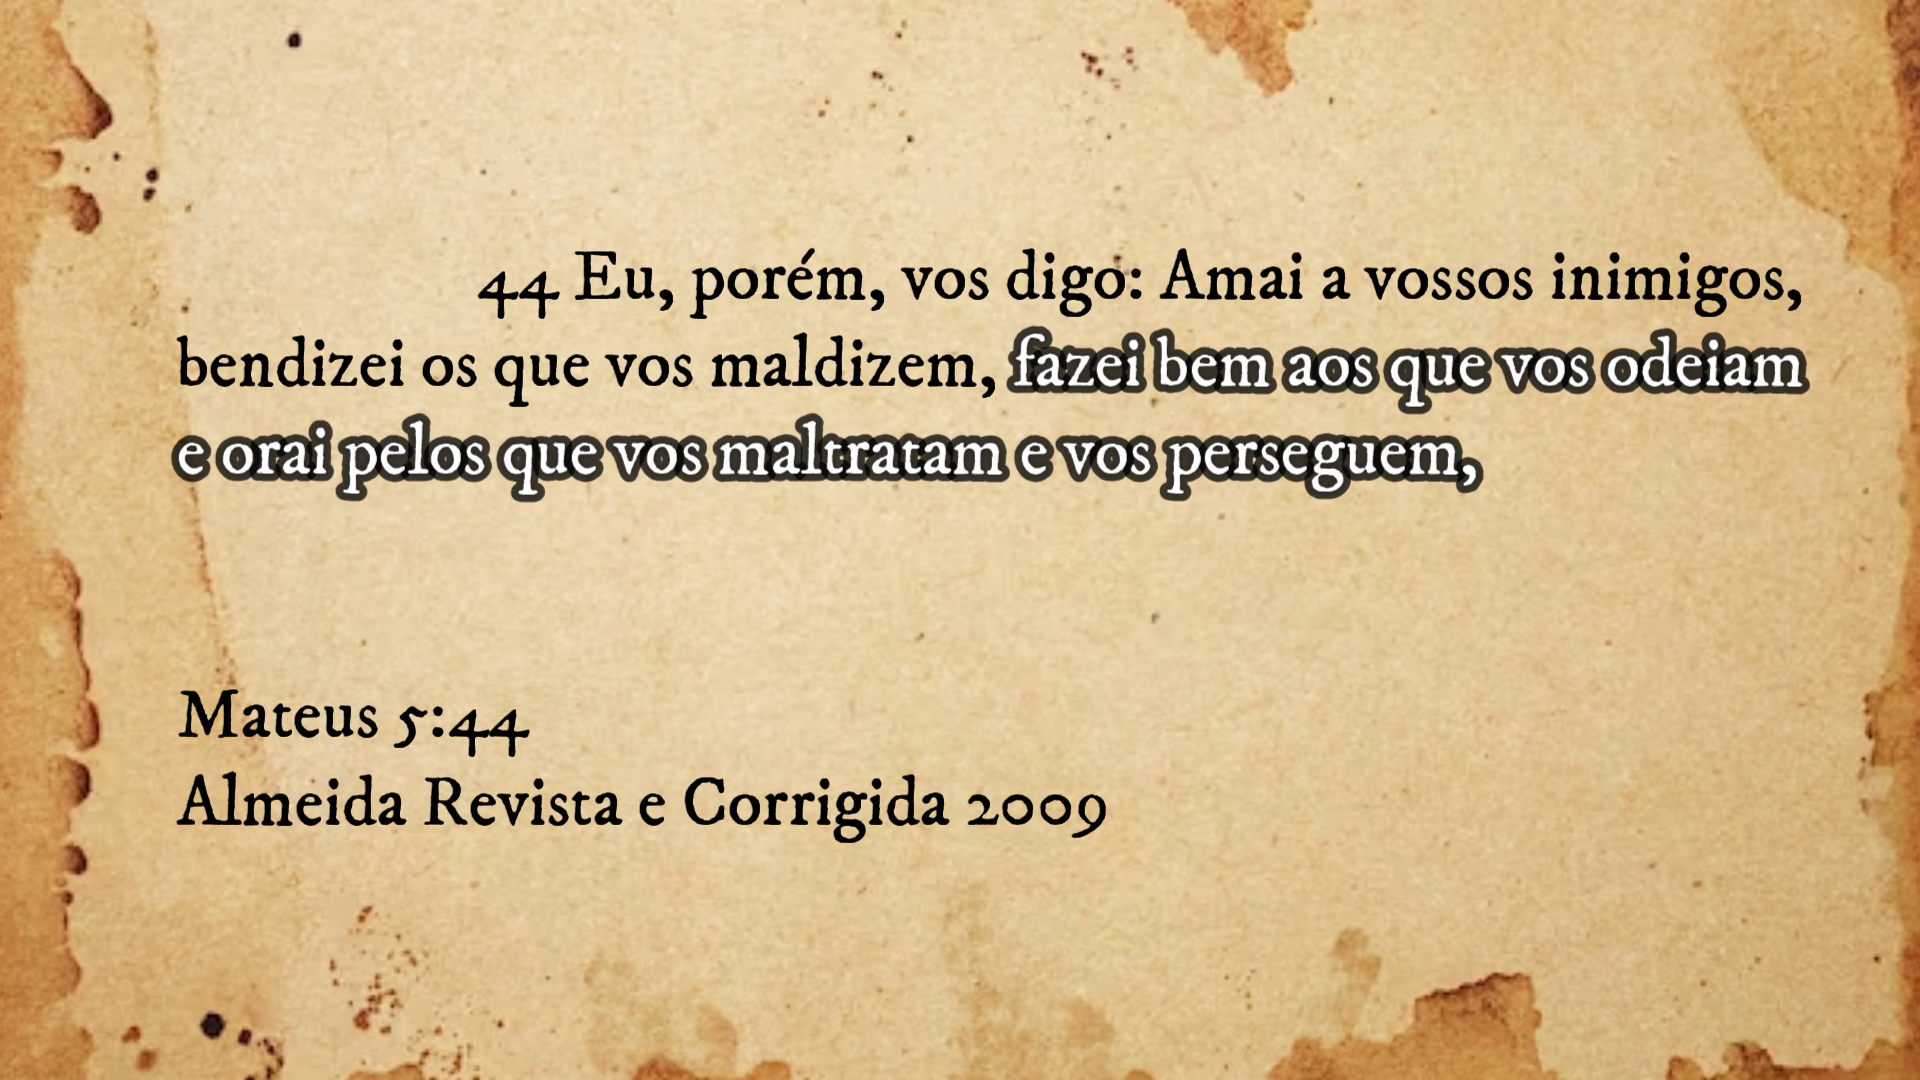 44 Eu, porém, vos digo: Amai a vossos inimigos,
bendizei os que vos maldizem, fazei bem aos que vos odeiam
e orai pelos que vos maltratam e vos perseguem,
Mateus 5:44
Almeida Revista e Corrigida 2009